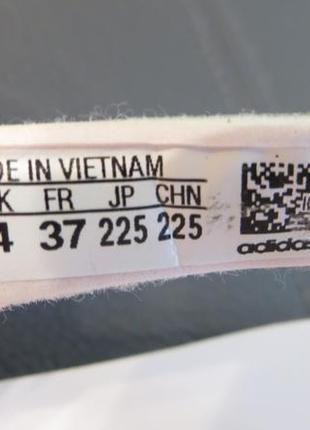 DE IN VIETNAM
K FR JP CHN
4 37 225 225
adidas